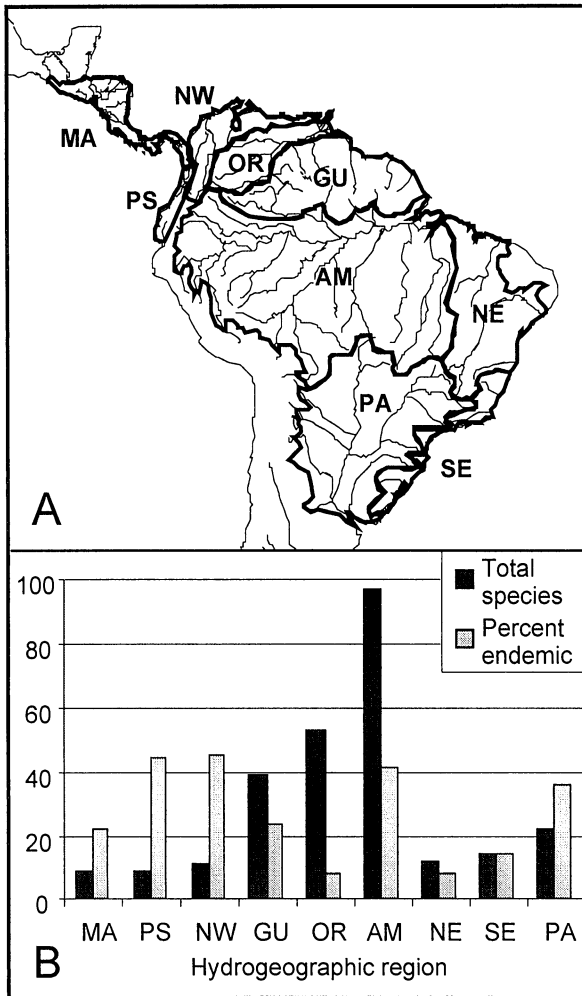 NW
MA
OR
GU
PS
AM
NE
PA
SE
A
100
80
60
40
20
0
Total
species
Percent
endemic
MA PS NW GU OR AM NE SE PA
B
Hydrogeographic region